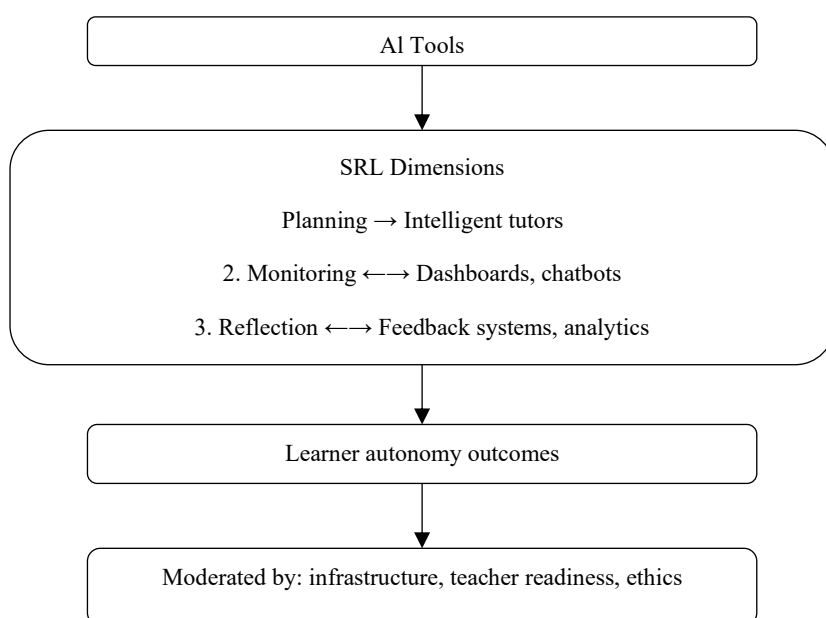 AI Tools
SRL Dimensions
Planning → Intelligent tutors
2. Monitoring ←→ Dashboards, chatbots
3. Reflection ←→ Feedback systems, analytics
Learner autonomy outcomes
Moderated by: infrastructure, teacher readiness, ethics